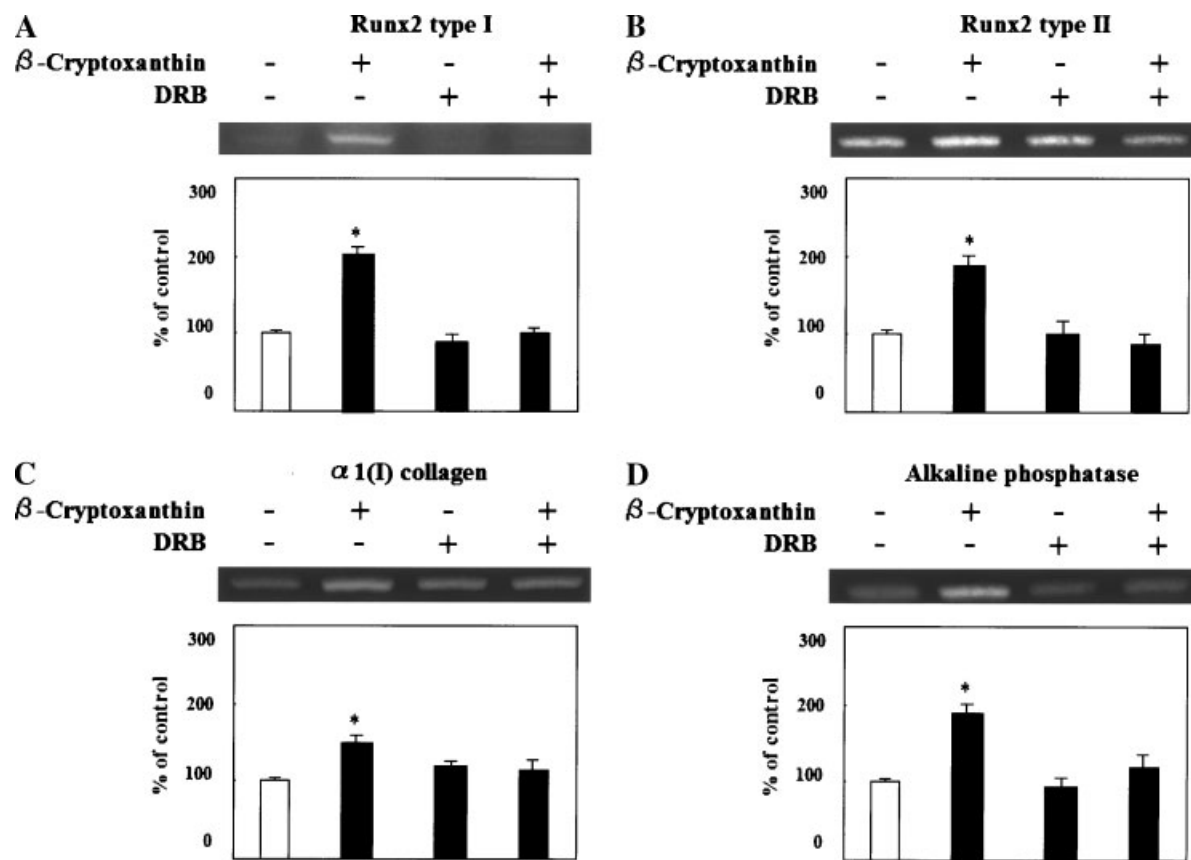 A Runx2 type I
β-Cryptoxanthin - + - +
DRB - - + +
300
200
100
0
% of control
*
B Runx2 type II
β-Cryptoxanthin - + - +
DRB - - + +
300
200
100
0
% of control
*
C α1(I) collagen
β-Cryptoxanthin - + - +
DRB - - + +
300
200
100
0
% of control
*
D Alkaline phosphatase
β-Cryptoxanthin - + - +
DRB - - + +
300
200
100
0
% of control
*